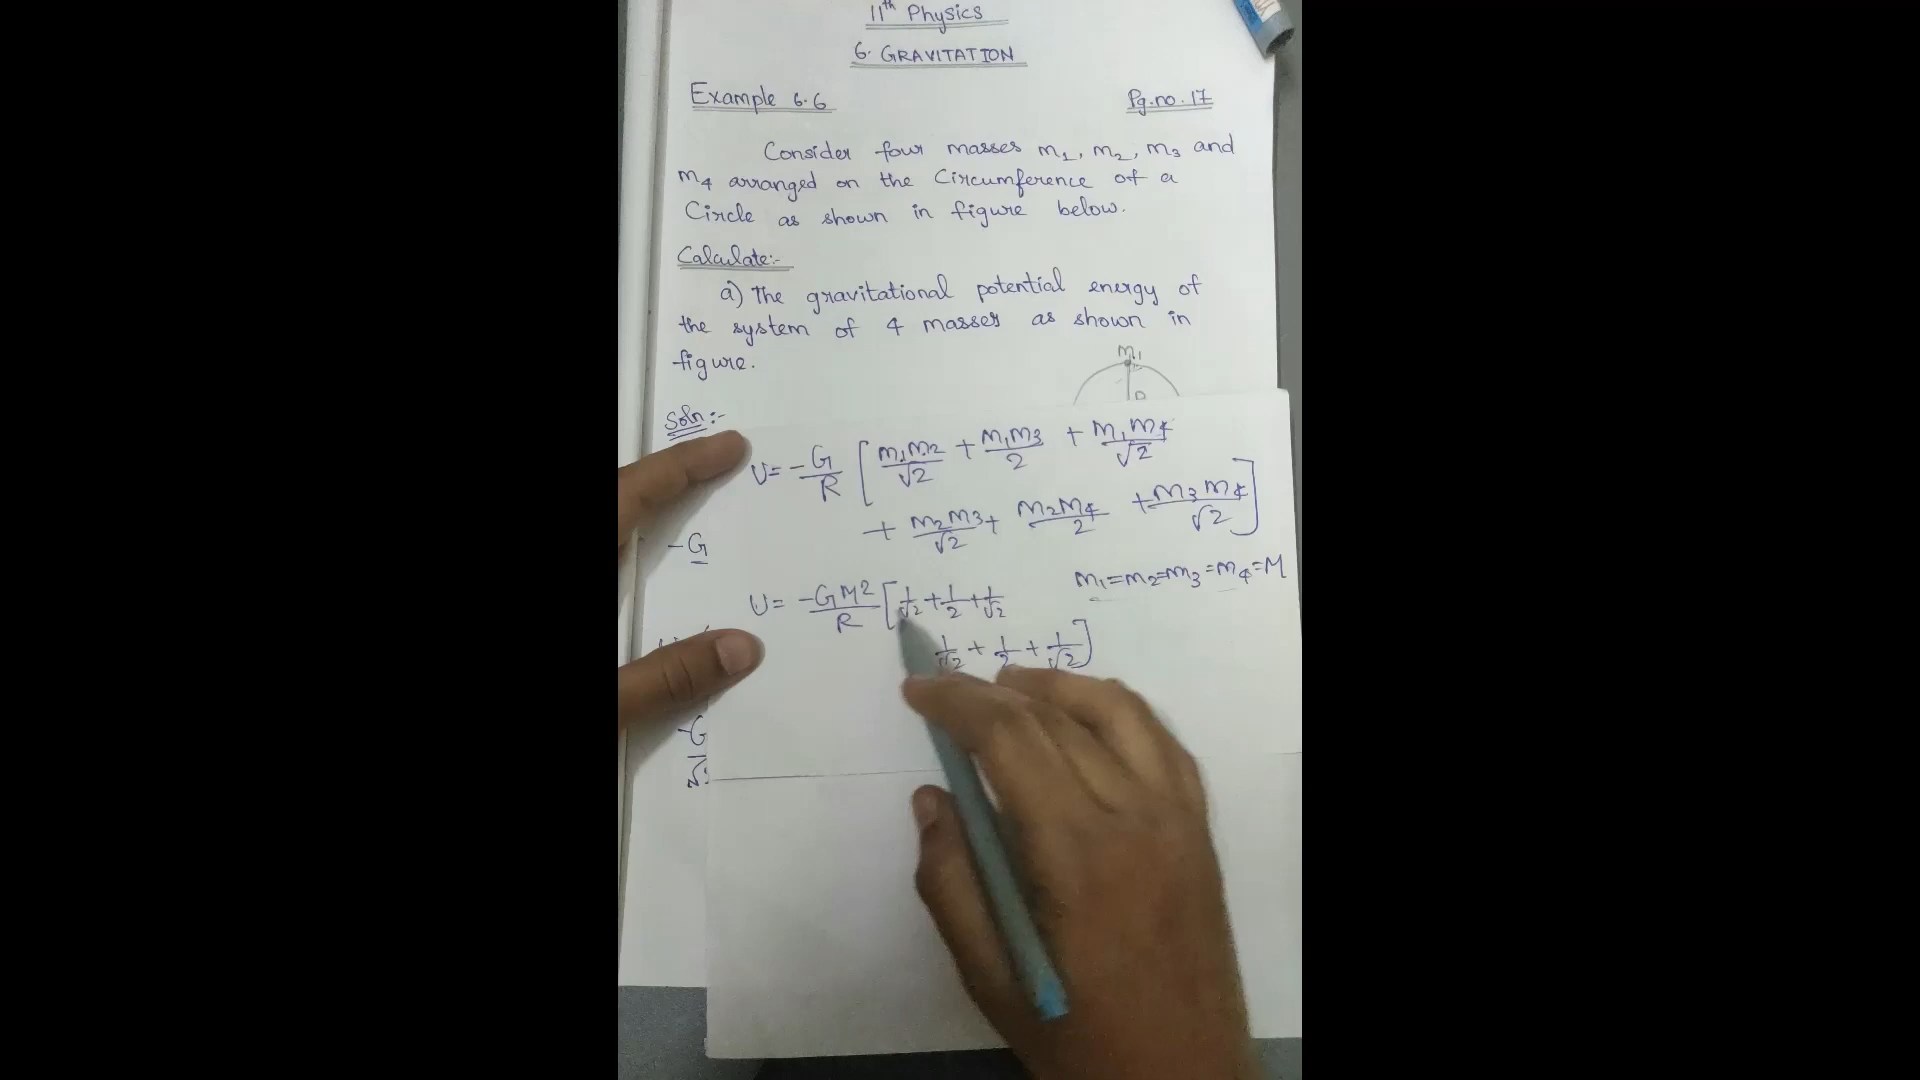 11th Physics
6. GRAVITATION
Example 6.6 Pg.no.17
Consider four masses m1, m2, m3 and
m4 arranged on the Circumference of a
Circle as shown in figure below.
Calculate:-
a) The gravitational potential energy of
the system of 4 masses as shown in
figure.
M1
R
Soln:-
U = -G/R [ m1m2/√2 + m1m3/2 + m1m4/√2
+ m2m3/√2 + m2m4/2 + m3m4/√2 ]
-G
m1=m2=m3=m4=M
U = -GM²/R [ 1/√2 + 1/2 + 1/√2
1/√2 + 1/2 + 1/√2 ]
-G